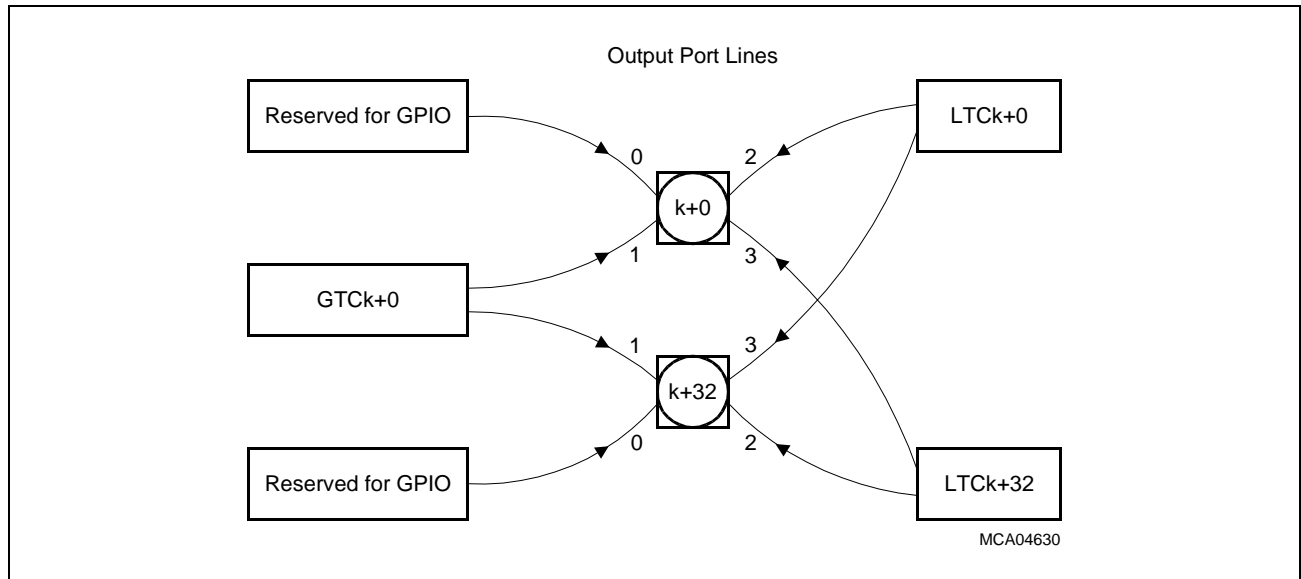 Output Port Lines
Reserved for GPIO
LTCk+0
0
2
k+0
1
3
GTCk+0
1
3
k+32
0
2
Reserved for GPIO
LTCk+32
MCA04630